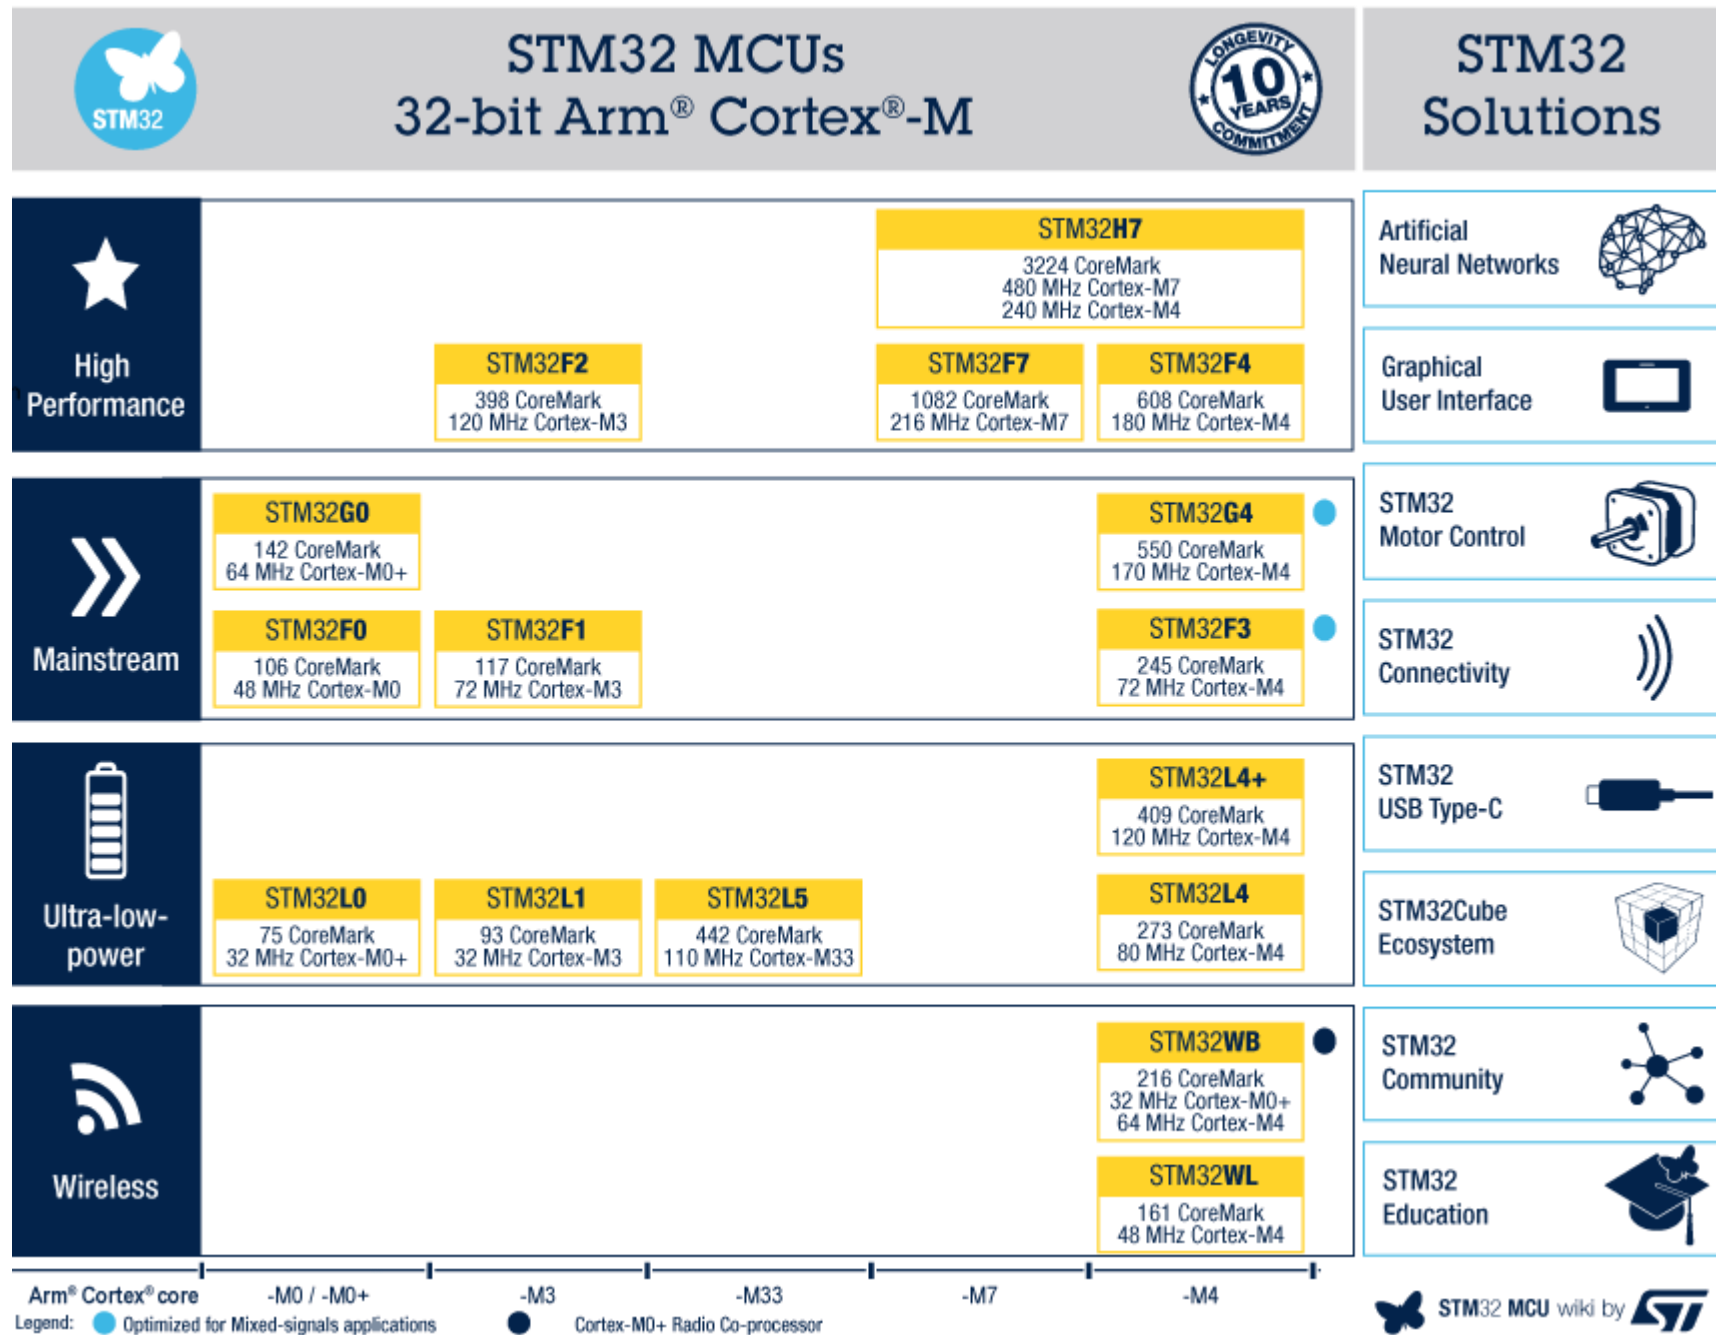 STM32
STM32 MCUs
32-bit Arm® Cortex®-M
LONGEVITY
10
YEARS
COMMITMENT
STM32
Solutions
High
Performance
STM32H7
3224 CoreMark
480 MHz Cortex-M7
240 MHz Cortex-M4
STM32F2
398 CoreMark
120 MHz Cortex-M3
STM32F7
1082 CoreMark
216 MHz Cortex-M7
STM32F4
608 CoreMark
180 MHz Cortex-M4
Mainstream
STM32G0
142 CoreMark
64 MHz Cortex-M0+
STM32G4
550 CoreMark
170 MHz Cortex-M4
STM32F0
106 CoreMark
48 MHz Cortex-M0
STM32F1
117 CoreMark
72 MHz Cortex-M3
STM32F3
245 CoreMark
72 MHz Cortex-M4
Ultra-low-
power
STM32L4+
409 CoreMark
120 MHz Cortex-M4
STM32L0
75 CoreMark
32 MHz Cortex-M0+
STM32L1
93 CoreMark
32 MHz Cortex-M3
STM32L5
442 CoreMark
110 MHz Cortex-M33
STM32L4
273 CoreMark
80 MHz Cortex-M4
Wireless
STM32WB
216 CoreMark
32 MHz Cortex-M0+
64 MHz Cortex-M4
STM32WL
161 CoreMark
48 MHz Cortex-M4
Arm® Cortex® core
-M0 / -M0+
-M3
-M33
-M7
-M4
Legend:
Optimized for Mixed-signals applications
Cortex-M0+ Radio Co-processor
Artificial
Neural Networks
Graphical
User Interface
STM32
Motor Control
STM32
Connectivity
STM32
USB Type-C
STM32Cube
Ecosystem
STM32
Community
STM32
Education
STM32 MCU wiki by ST